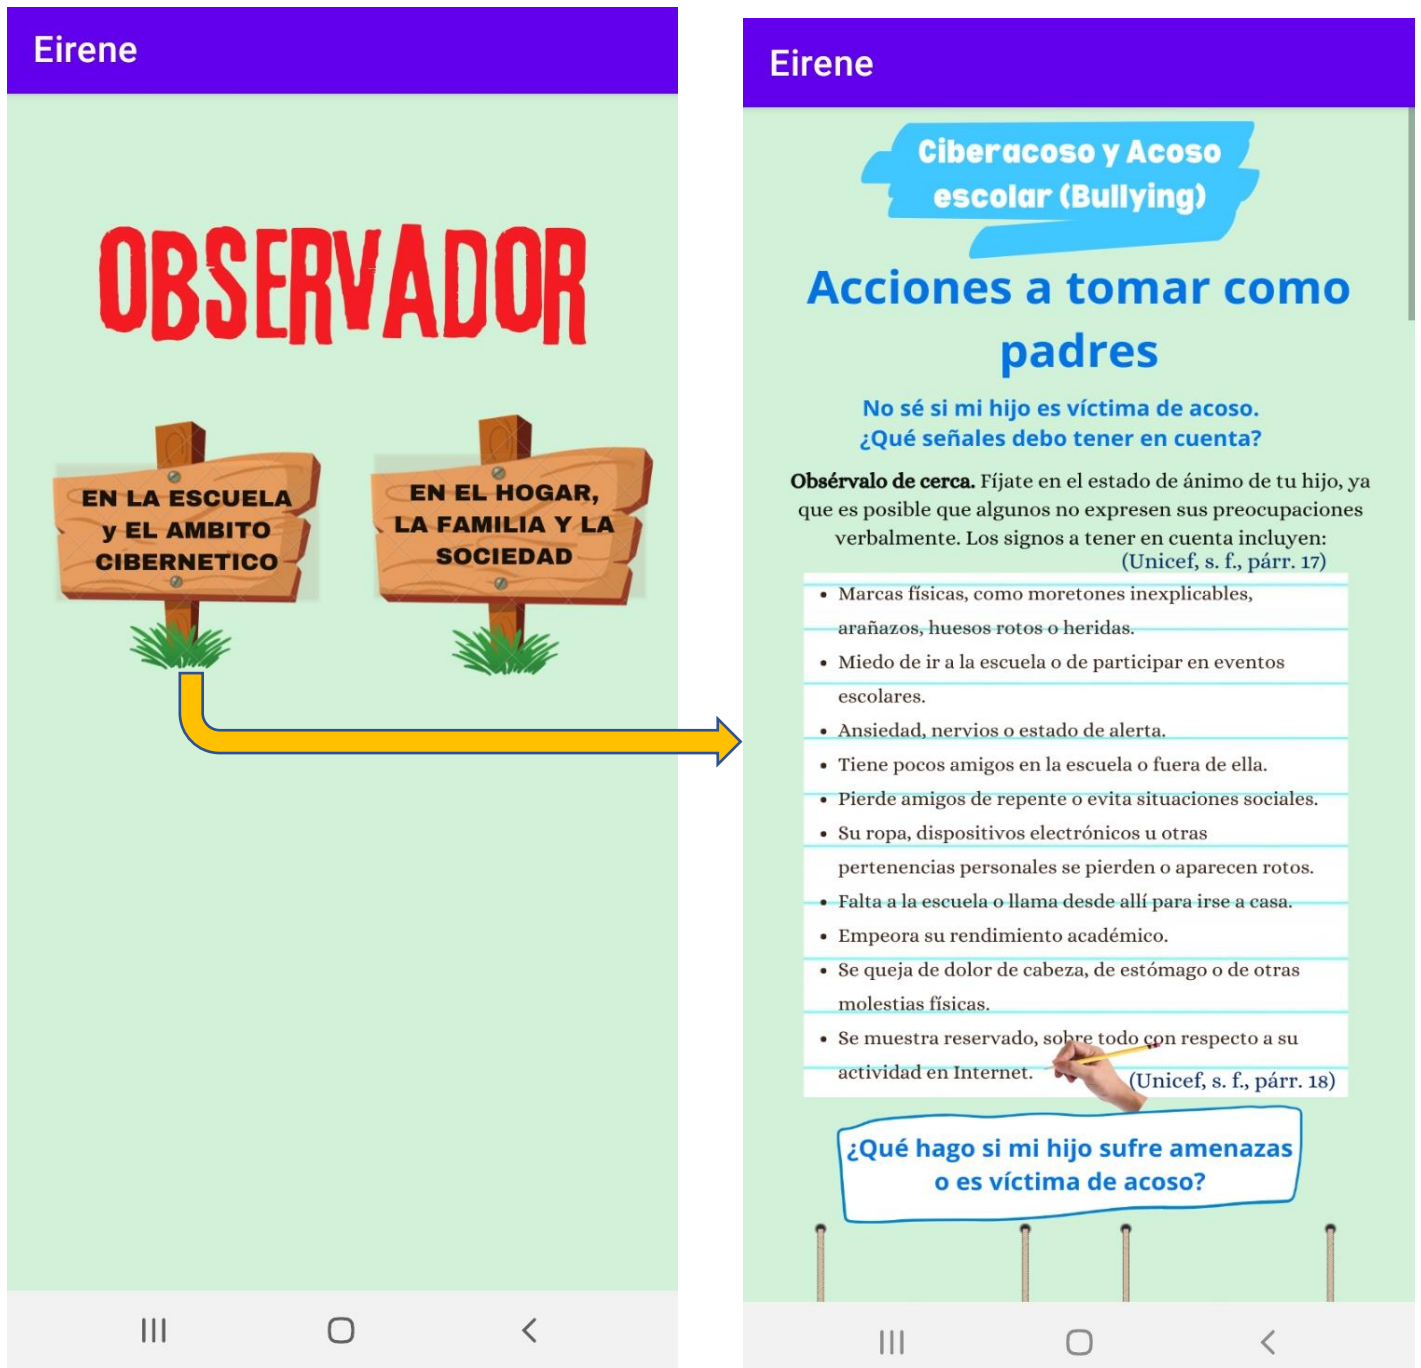 Eirene
OBSERVADOR
EN LA ESCUELA
y EL AMBITO
CIBERNETICO
EN EL HOGAR,
LA FAMILIA Y LA
SOCIEDAD
Eirene
Ciberacoso y Acoso
escolar (Bullying)
Acciones a tomar como
padres
No sé si mi hijo es víctima de acoso.
¿Qué señales debo tener en cuenta?
Obsérvalo de cerca. Fíjate en el estado de ánimo de tu hijo, ya
que es posible que algunos no expresen sus preocupaciones
verbalmente. Los signos a tener en cuenta incluyen:
(Unicef, s. f., párr. 17)
• Marcas físicas, como moretones inexplicables,
arañazos, huesos rotos o heridas.
• Miedo de ir a la escuela o de participar en eventos
escolares.
• Ansiedad, nervios o estado de alerta.
• Tiene pocos amigos en la escuela o fuera de ella.
• Pierde amigos de repente o evita situaciones sociales.
• Su ropa, dispositivos electrónicos u otras
pertenencias personales se pierden o aparecen rotos.
• Falta a la escuela o llama desde allí para irse a casa.
• Empeora su rendimiento académico.
• Se queja de dolor de cabeza, de estómago o de otras
molestias físicas.
• Se muestra reservado, sobre todo con respecto a su
actividad en Internet.
(Unicef, s. f., párr. 18)
¿Qué hago si mi hijo sufre amenazas
o es víctima de acoso?